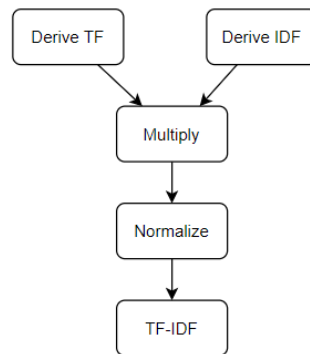 Derive TF
Derive IDF
Multiply
Normalize
TF-IDF